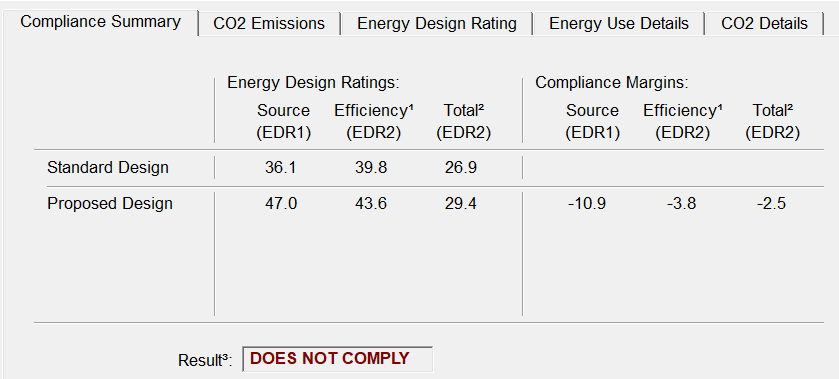 Compliance Summary CO2 Emissions Energy Design Rating Energy Use Details CO2 Details
Energy Design Ratings: Compliance Margins:
Source Efficiency¹ Total² Source Efficiency¹ Total²
(EDR1) (EDR2) (EDR2) (EDR1) (EDR2) (EDR2)
Standard Design 36.1 39.8 26.9
Proposed Design 47.0 43.6 29.4 -10.9 -3.8 -2.5
Result³: DOES NOT COMPLY